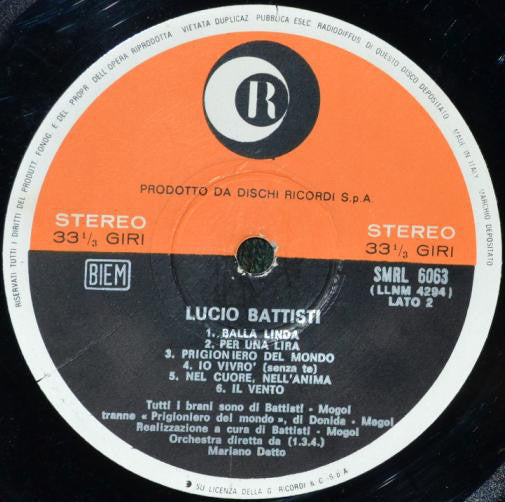 RISERVATI TUTTI I DIRITTI DEL PRODUTT. FONOG. E DEL PROPR. DELL'OPERA RIPRODOTTA VIETATA DUPLICAZ. PUBBLICA ESEC. RADIODIFFUS. DI QUESTO DISCO DEPOSITATO MADE IN ITALY MARCHIO DEPOSITATO
R
PRODOTTO DA DISCHI RICORDI S.p.A.
STEREO
33 1/3 GIRI
STEREO
33 1/3 GIRI
BIEM
SMRL 6063
(LLNM 4294)
LATO 2
LUCIO BATTISTI
1. BALLA LINDA
2. PER UNA LIRA
3. PRIGIONIERO DEL MONDO
4. IO VIVRO' (senza te)
5. NEL CUORE, NELL'ANIMA
6. IL VENTO
Tutti i brani sono di Battisti - Mogol
tranne « Prigioniero del mondo », di Donida - Mogol
Realizzazione a cura di Battisti - Mogol
Orchestra diretta da (1.3.4.)
Mariano Detto
SU LICENZA DELLA G. RICORDI & C. S.p.A